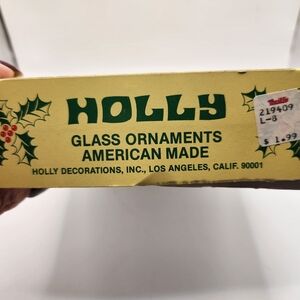 HOLLY
GLASS ORNAMENTS
AMERICAN MADE
HOLLY DECORATIONS, INC., LOS ANGELES, CALIF. 90001
219409
L-8
$ 1.99